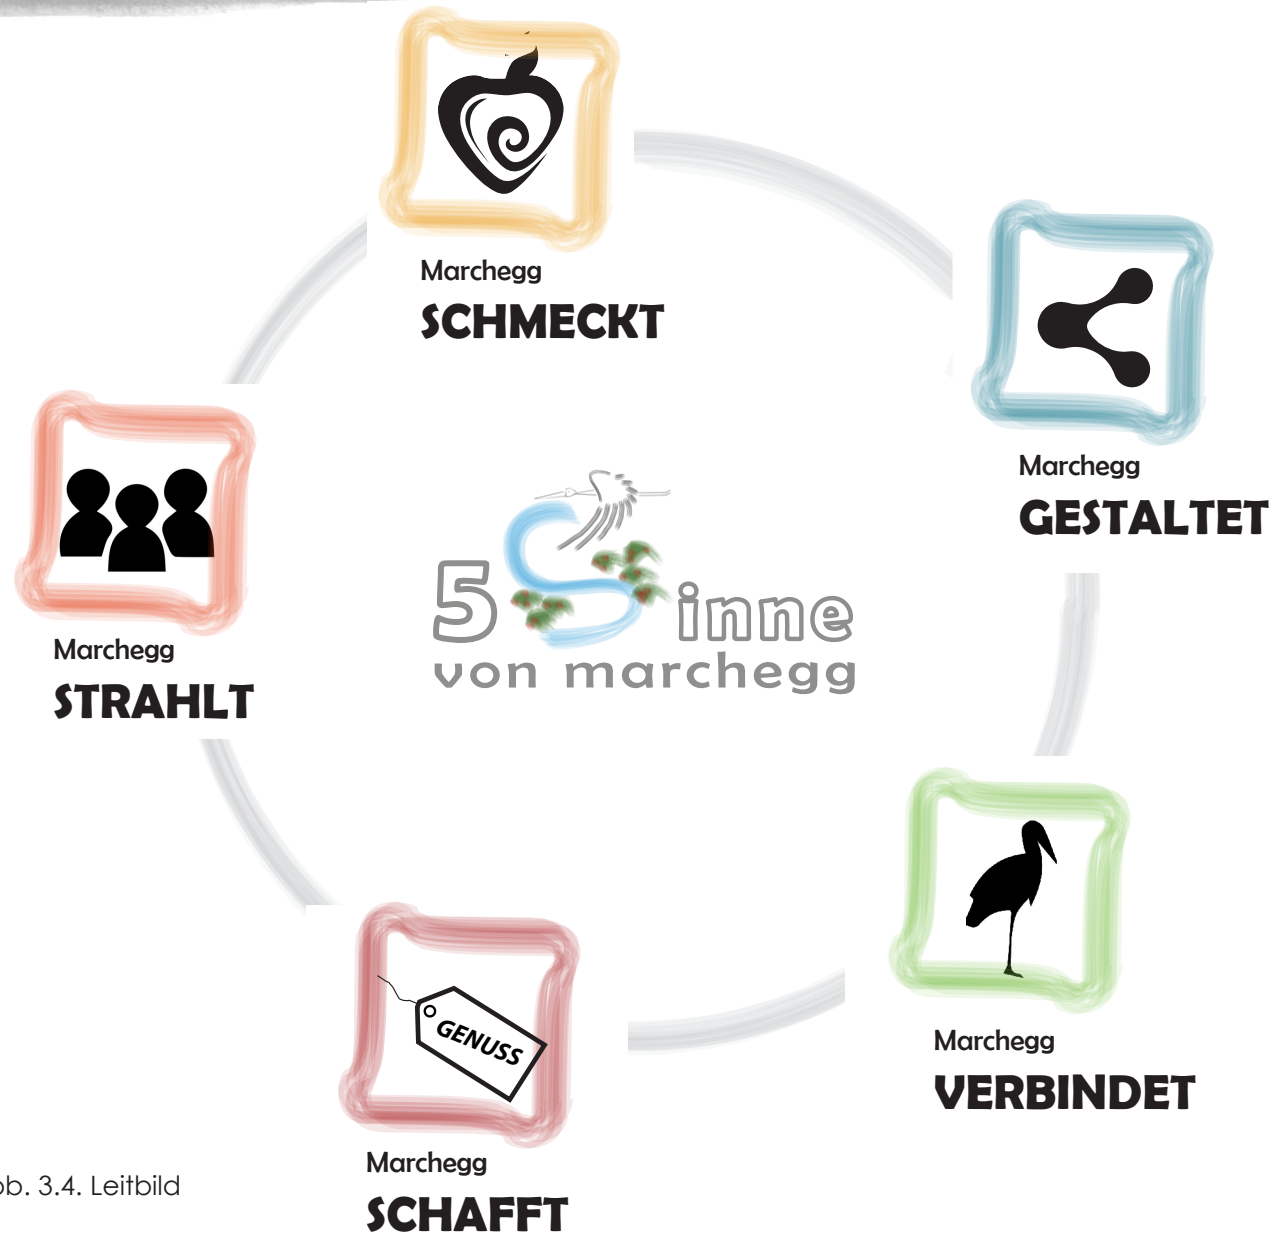 Marchegg
SCHMECKT
Marchegg
GESTALTET
5 Sinne
von marchegg
Marchegg
STRAHLT
Marchegg
VERBINDET
GENUSS
Marchegg
SCHAFFT
bb. 3.4. Leitbild